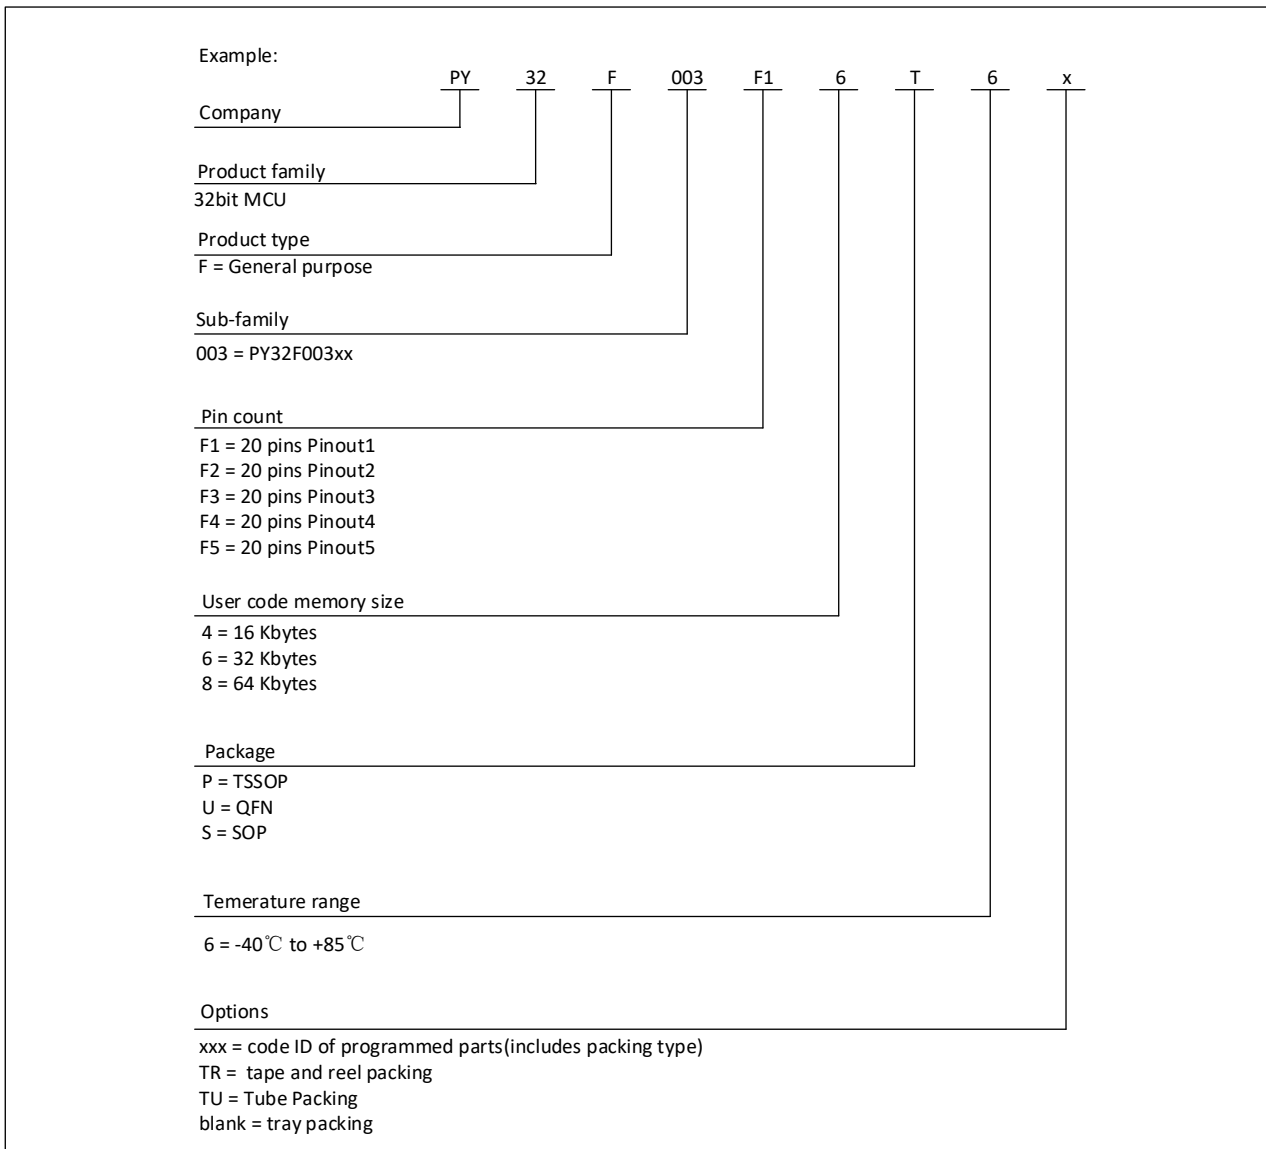 Example:
PY 32 F 003 F1 6 T 6 x
Company
Product family
32bit MCU
Product type
F = General purpose
Sub-family
003 = PY32F003xx
Pin count
F1 = 20 pins Pinout1
F2 = 20 pins Pinout2
F3 = 20 pins Pinout3
F4 = 20 pins Pinout4
F5 = 20 pins Pinout5
User code memory size
4 = 16 Kbytes
6 = 32 Kbytes
8 = 64 Kbytes
Package
P = TSSOP
U = QFN
S = SOP
Temerature range
6 = -40℃ to +85℃
Options
xxx = code ID of programmed parts(includes packing type)
TR = tape and reel packing
TU = Tube Packing
blank = tray packing